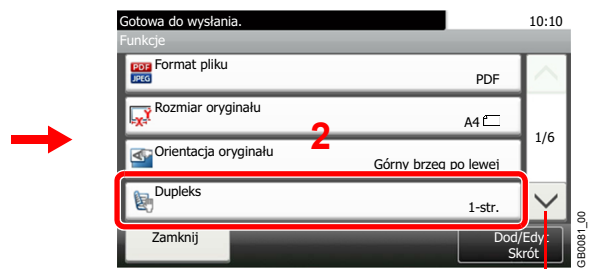 Gotowa do wysłania. 10:10
Funkcje
PDF JPEG Format pliku
PDF
Rozmiar oryginału
XY
A4
2
1/6
Orientacja oryginału
Górny brzeg po lewej
Dupleks
1-str.
Zamknij
Dod/Edyt
Skrót
GB0081_00